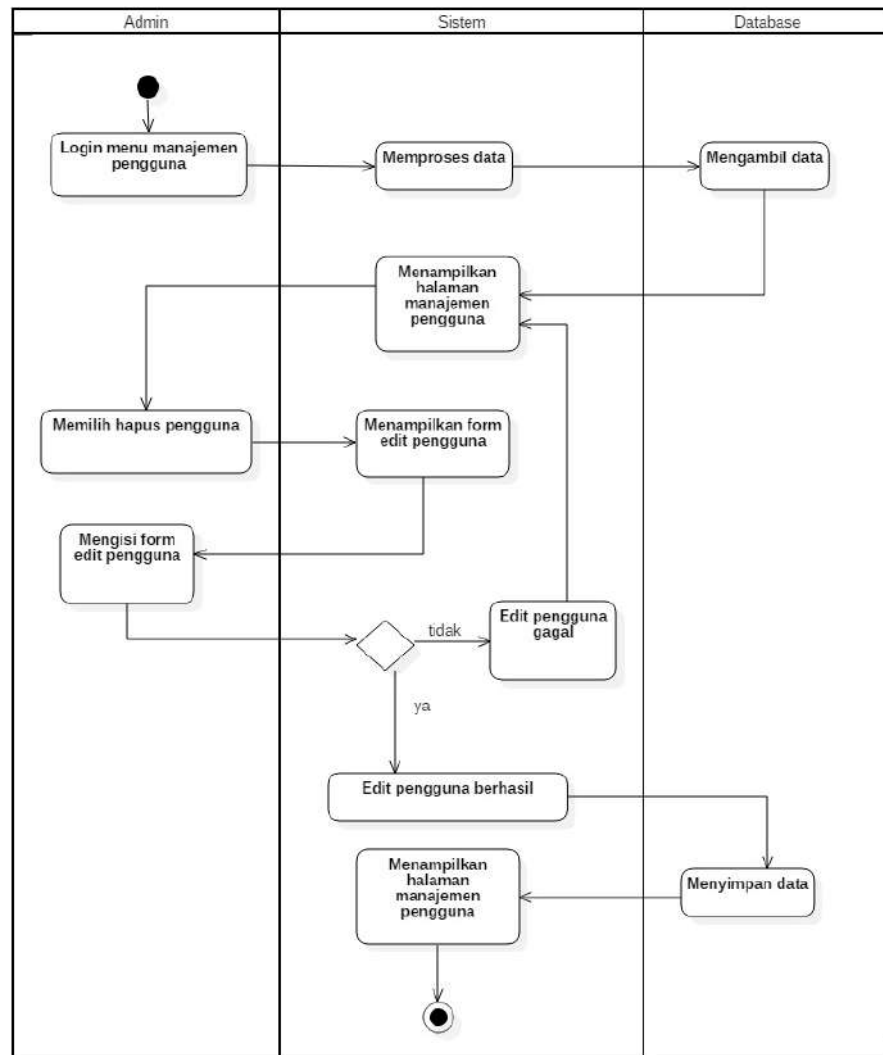 Admin
Sistem
Database
Login menu manajemen
pengguna
Memproses data
Mengambil data
Menampilkan
halaman
manajemen
pengguna
Memilih hapus pengguna
Menampilkan form
edit pengguna
Mengisi form
edit pengguna
tidak
Edit pengguna
gagal
ya
Edit pengguna berhasil
Menampilkan
halaman
manajemen
pengguna
Menyimpan data